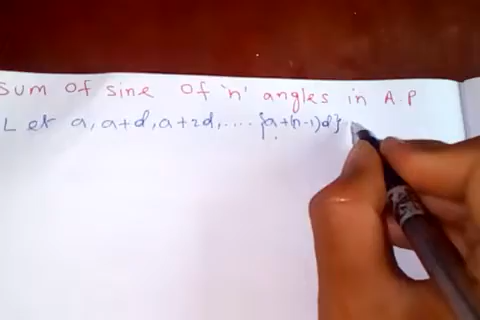 Sum of sine of 'n' angles in A.P
Let a, a+d, a+2d, .... {a+(n-1)d}